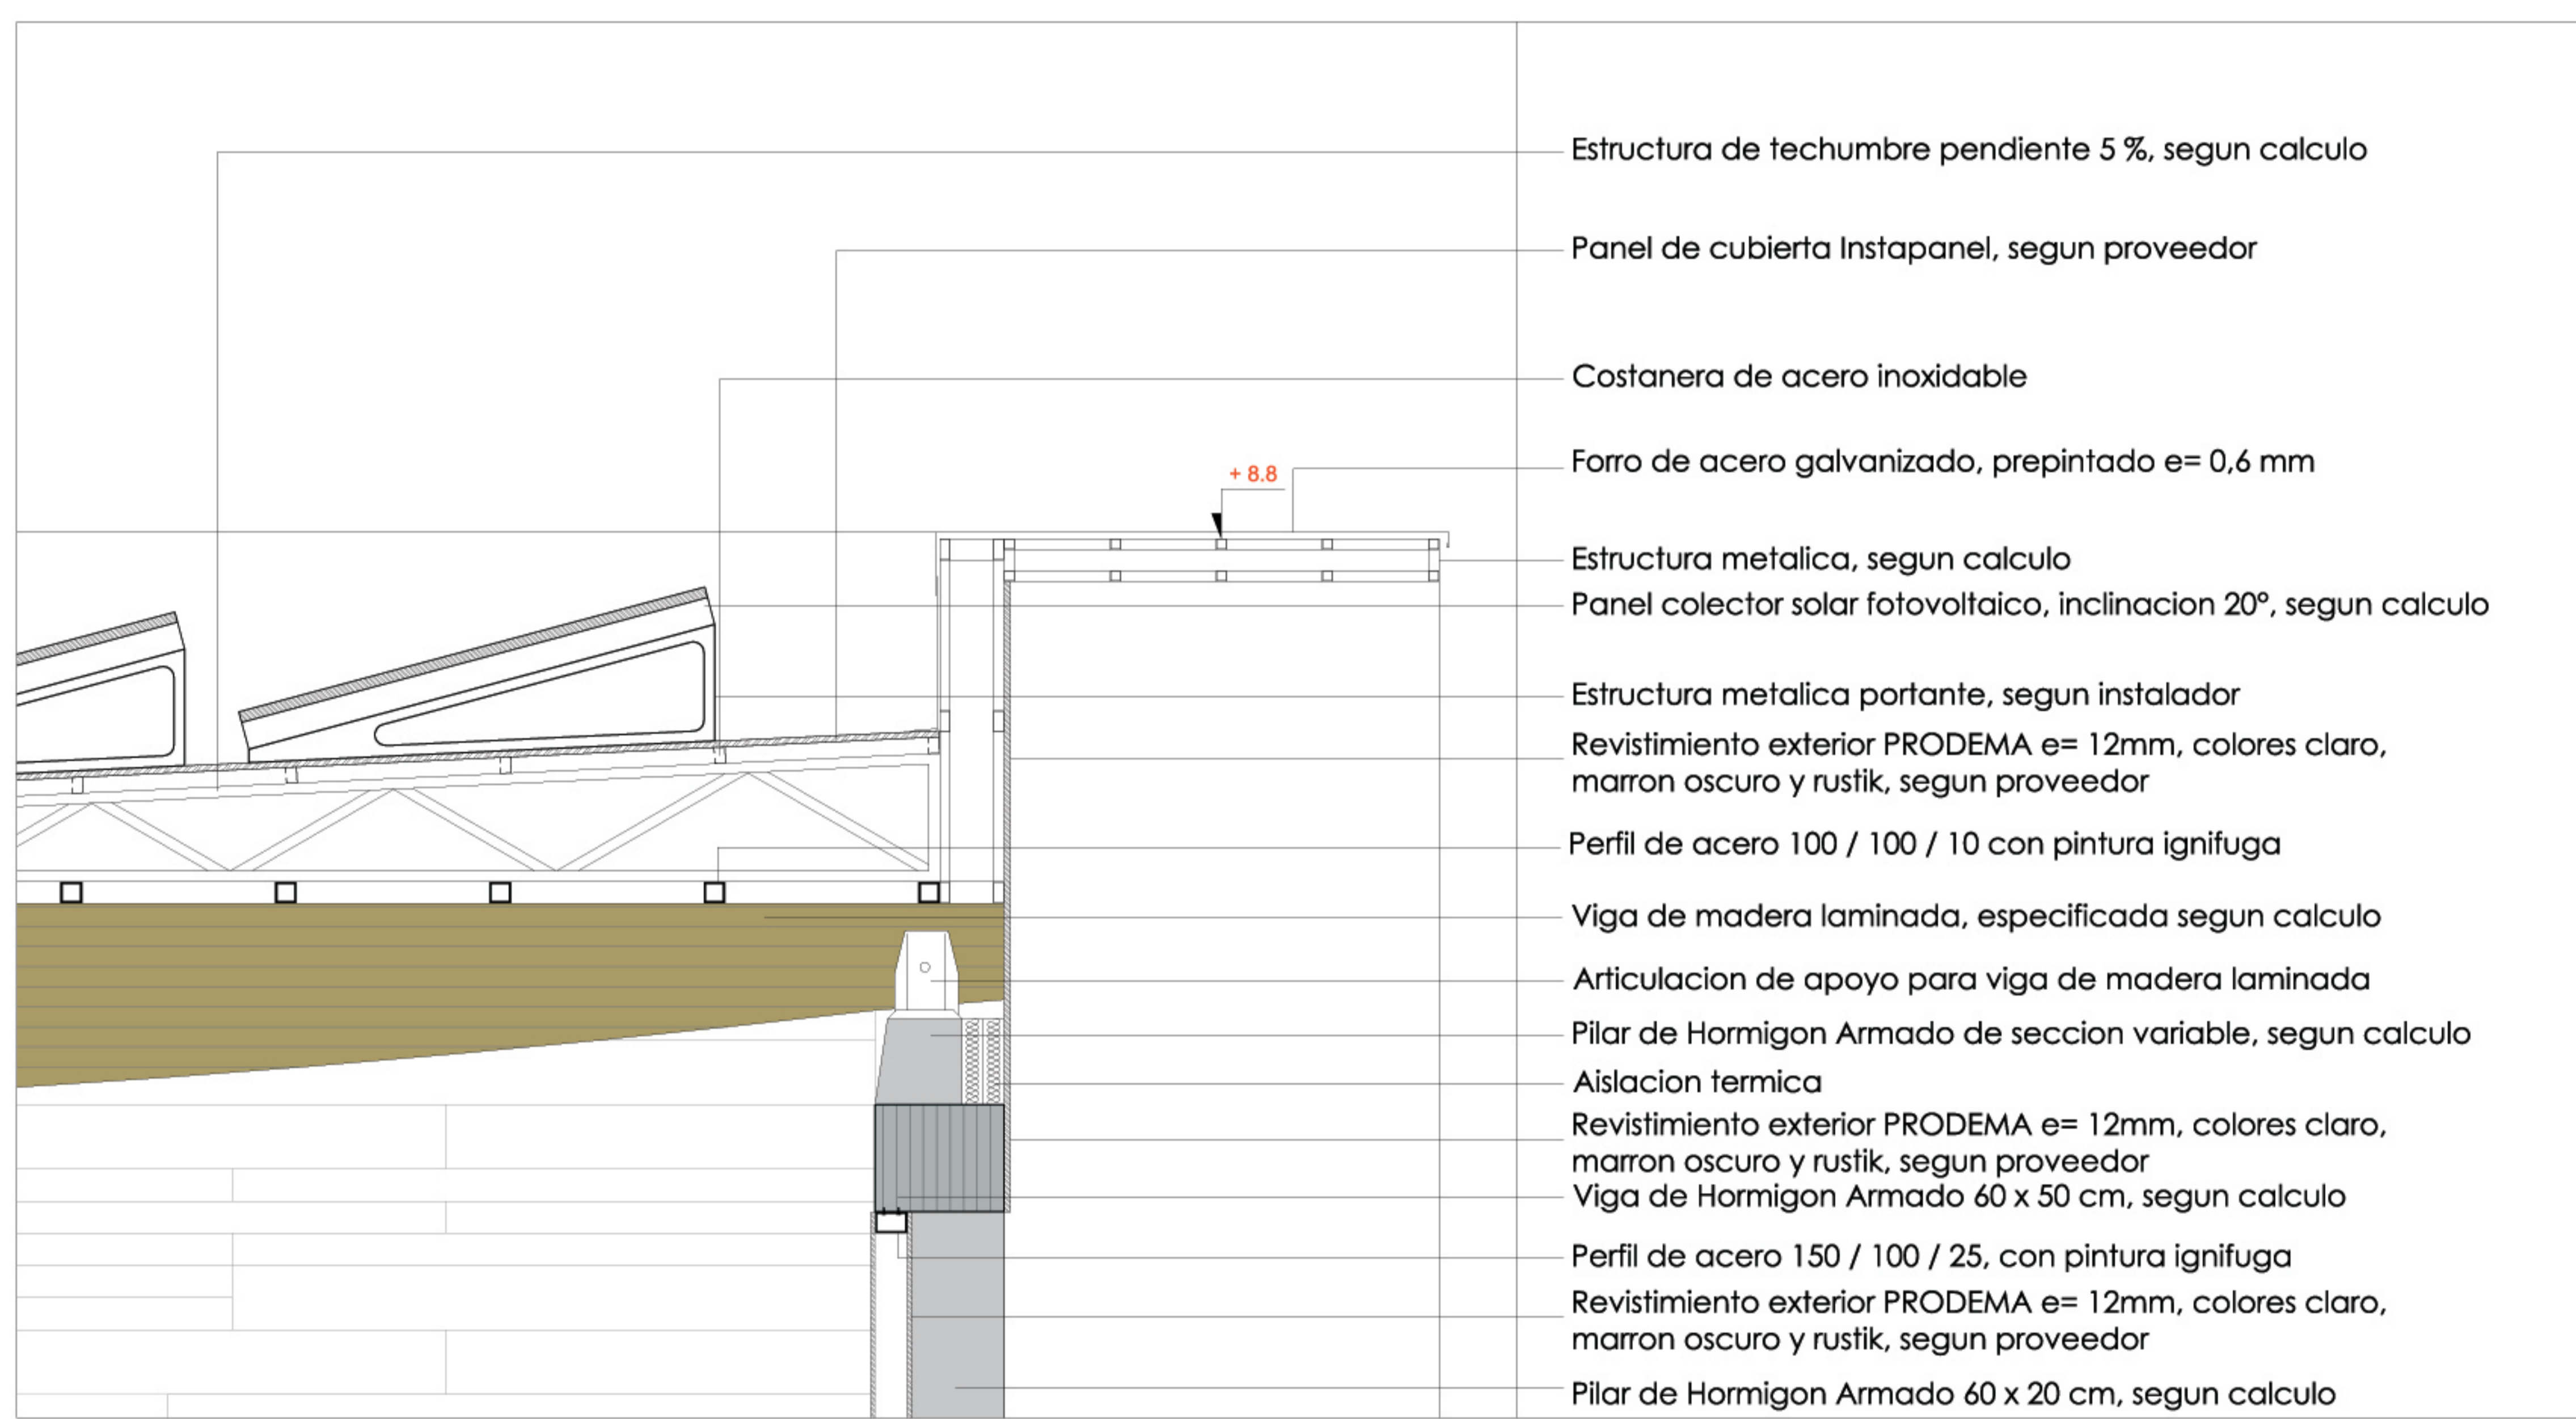 Estructura de techumbre pendiente 5 %, segun calculo
Panel de cubierta Instapanel, segun proveedor
Costanera de acero inoxidable
Forro de acero galvanizado, prepintado e= 0,6 mm
+ 8.8
Estructura metalica, segun calculo
Panel colector solar fotovoltaico, inclinacion 20º, segun calculo
Estructura metalica portante, segun instalador
Revistimiento exterior PRODEMA e= 12mm, colores claro,
marron oscuro y rustik, segun proveedor
Perfil de acero 100 / 100 / 10 con pintura ignifuga
Viga de madera laminada, especificada segun calculo
Articulacion de apoyo para viga de madera laminada
Pilar de Hormigon Armado de seccion variable, segun calculo
Aislacion termica
Revistimiento exterior PRODEMA e= 12mm, colores claro,
marron oscuro y rustik, segun proveedor
Viga de Hormigon Armado 60 x 50 cm, segun calculo
Perfil de acero 150 / 100 / 25, con pintura ignifuga
Revistimiento exterior PRODEMA e= 12mm, colores claro,
marron oscuro y rustik, segun proveedor
Pilar de Hormigon Armado 60 x 20 cm, segun calculo